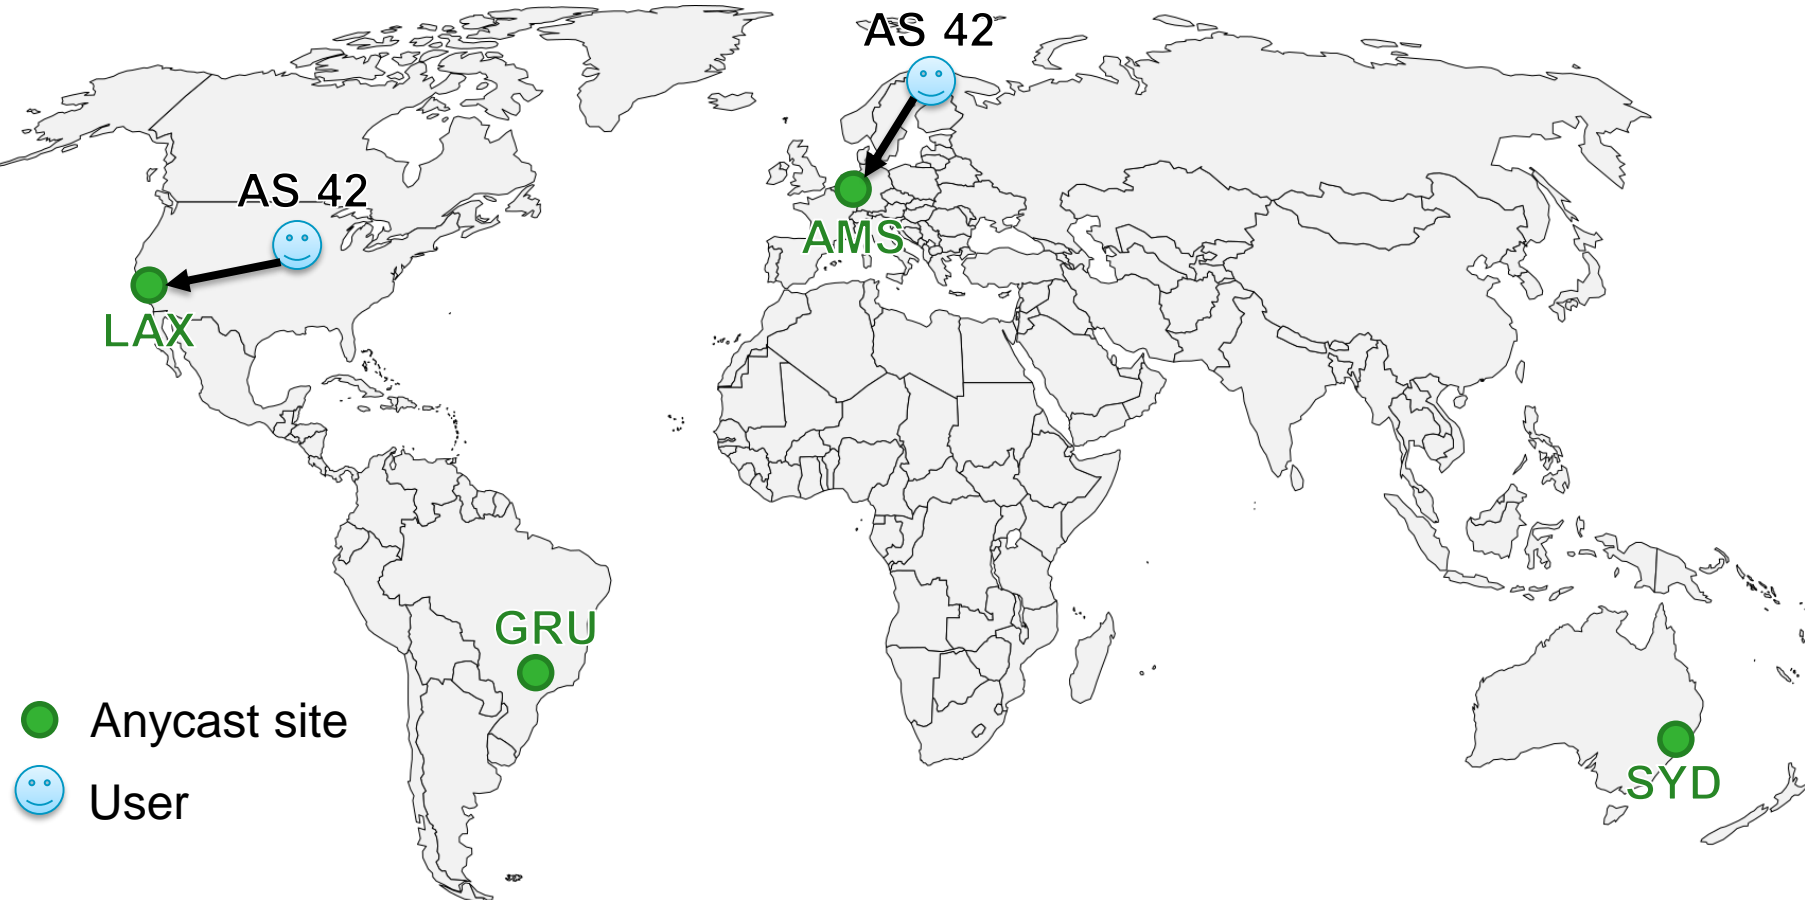 AS 42
AS 42
AMS
LAX
GRU
Anycast site
SYD
User